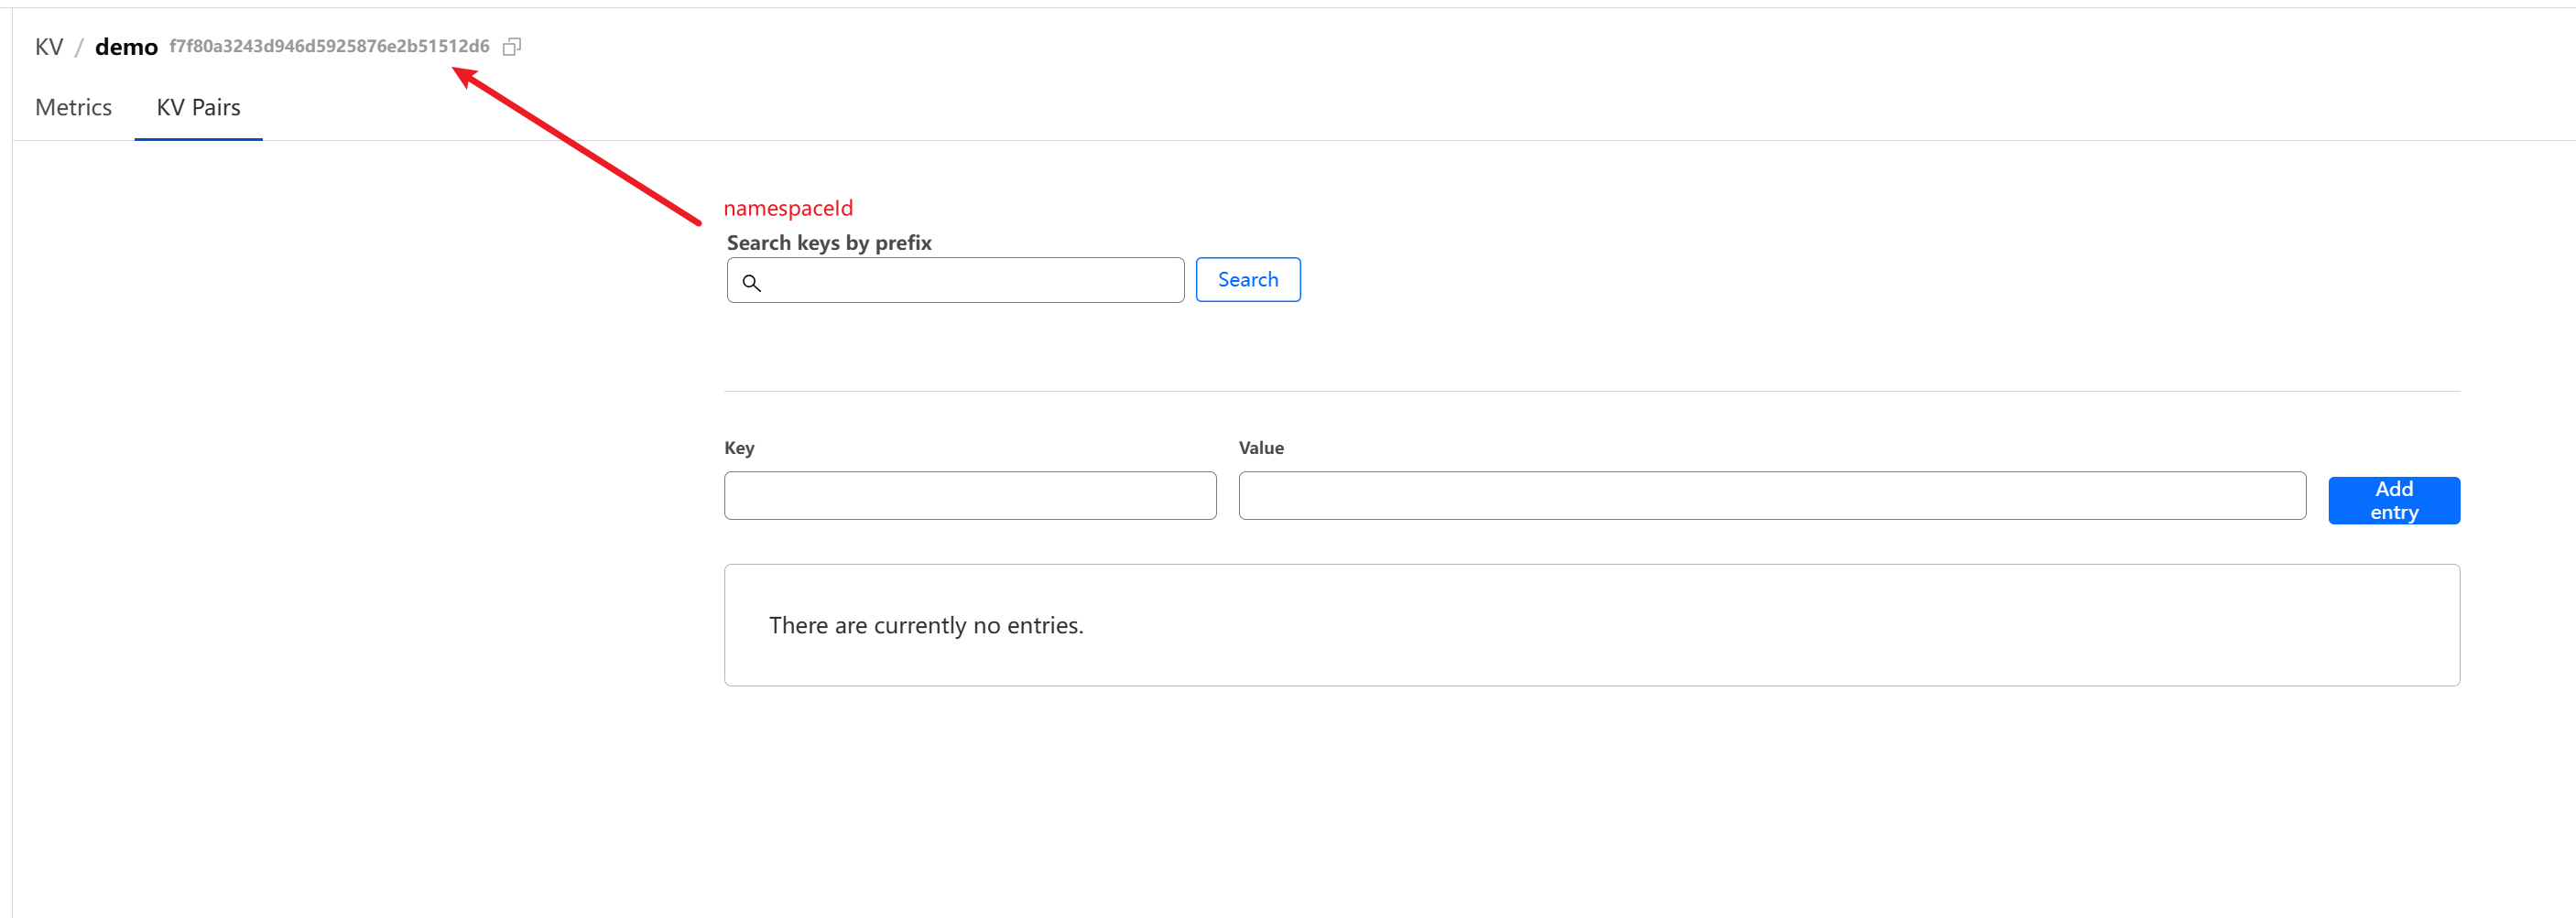 KV / demo f7f80a3243d946d5925876e2b51512d6
Metrics KV Pairs
namespaceId
Search keys by prefix
Search
Key Value
Add
entry
There are currently no entries.